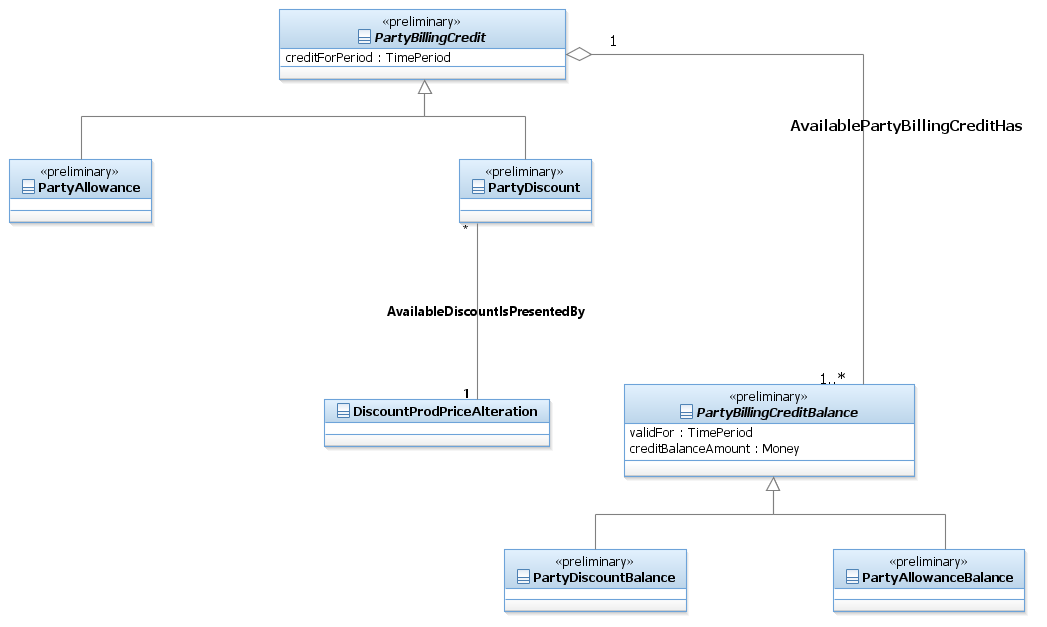 «preliminary»
PartyBillingCredit
creditForPeriod : TimePeriod
1
AvailablePartyBillingCreditHas
«preliminary»
PartyAllowance
«preliminary»
PartyDiscount
*
AvailableDiscountIsPresentedBy
1
DiscountProdPriceAlteration
1..*
«preliminary»
PartyBillingCreditBalance
validFor : TimePeriod
creditBalanceAmount : Money
«preliminary»
PartyDiscountBalance
«preliminary»
PartyAllowanceBalance